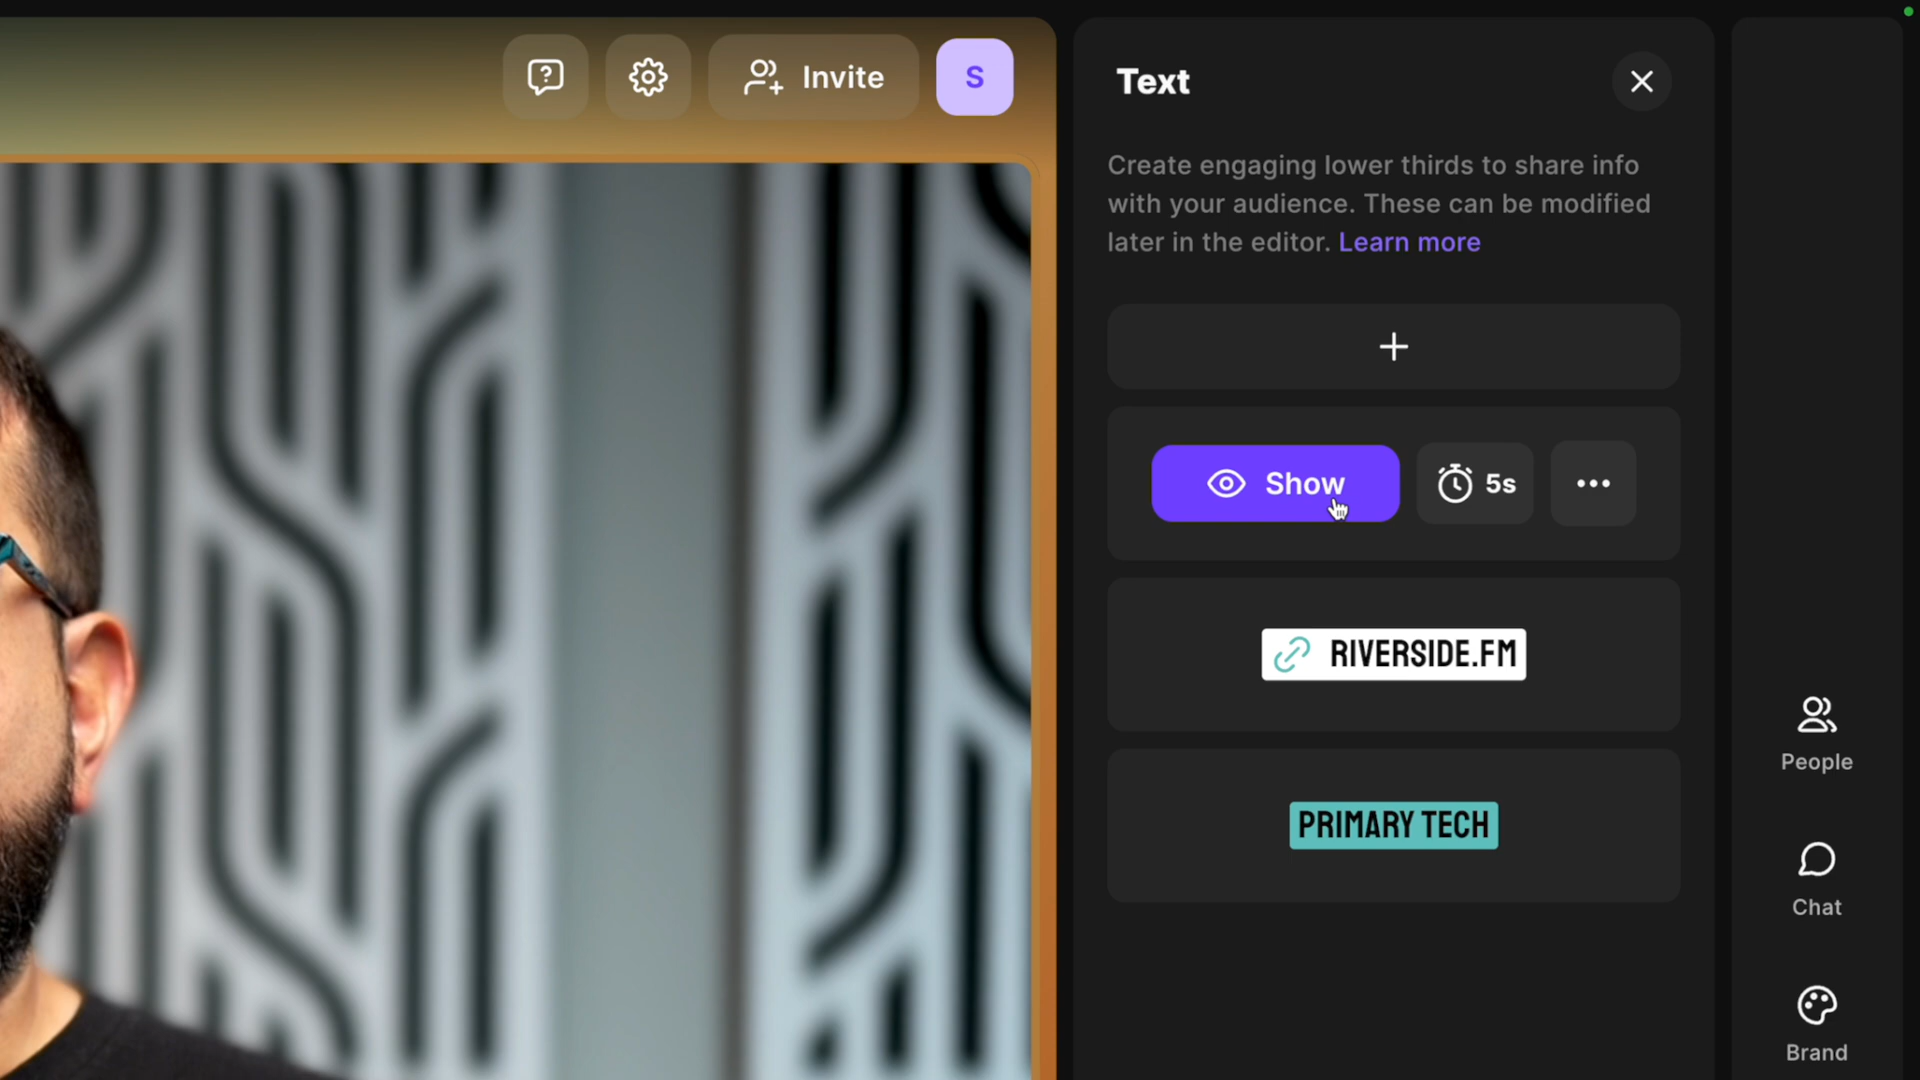 Invite
S
Text
Create engaging lower thirds to share info
with your audience. These can be modified
later in the editor. Learn more
Show
5s
RIVERSIDE.FM
PRIMARY TECH
People
Chat
Brand